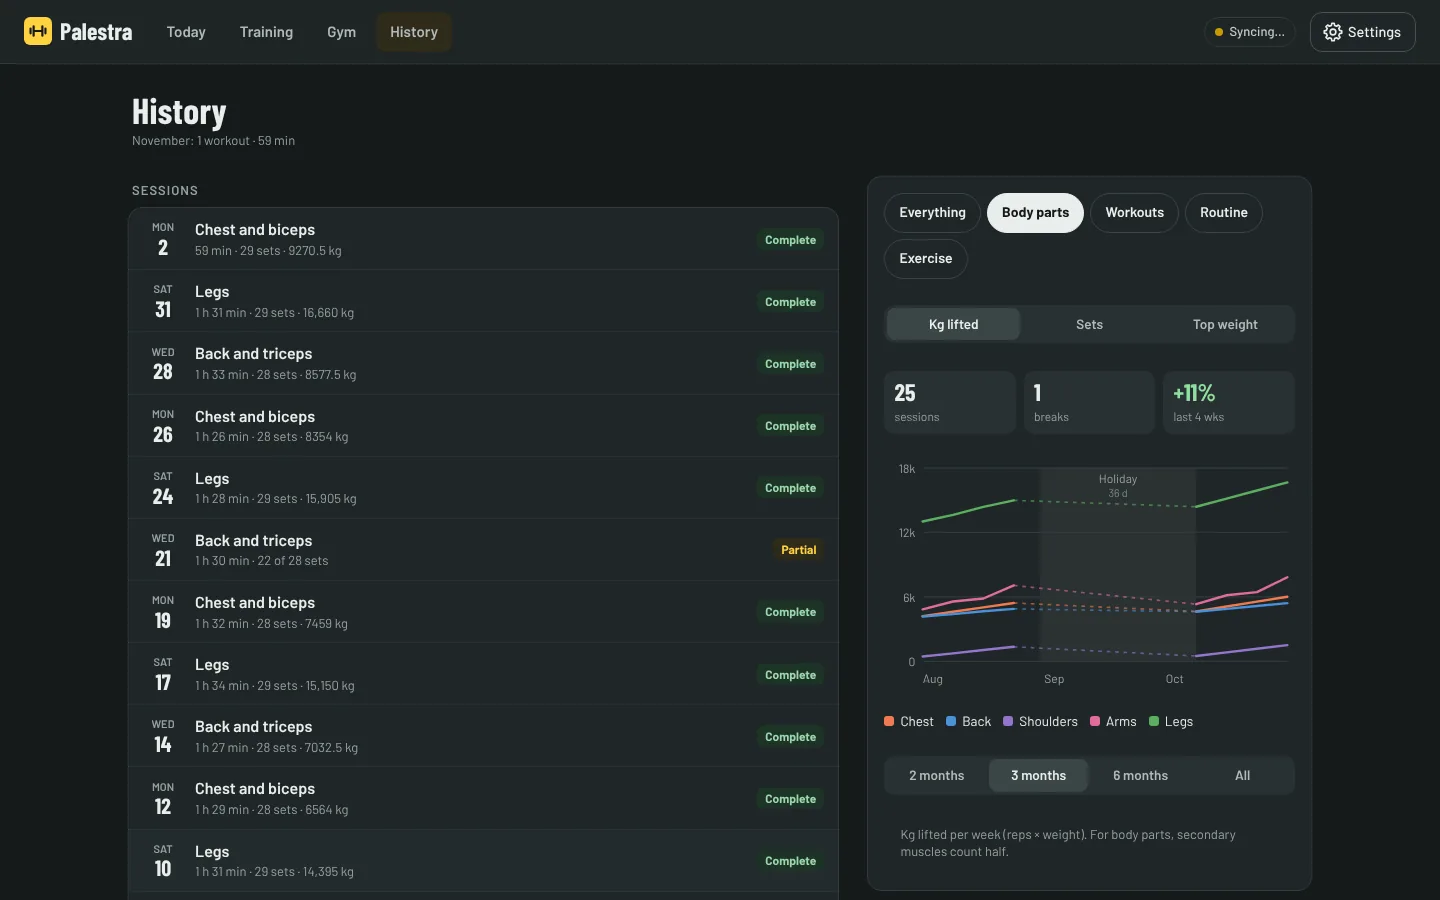 Palestra
Today
Training
Gym
History
Syncing...
Settings
History
November: 1 workout · 59 min
SESSIONS
MON
2
Chest and biceps
59 min · 29 sets · 9270.5 kg
Complete
SAT
31
Legs
1 h 31 min · 29 sets · 16,660 kg
Complete
WED
28
Back and triceps
1 h 33 min · 28 sets · 8577.5 kg
Complete
MON
26
Chest and biceps
1 h 26 min · 28 sets · 8354 kg
Complete
SAT
24
Legs
1 h 28 min · 29 sets · 15,905 kg
Complete
WED
21
Back and triceps
1 h 30 min · 22 of 28 sets
Partial
MON
19
Chest and biceps
1 h 32 min · 28 sets · 7459 kg
Complete
SAT
17
Legs
1 h 34 min · 29 sets · 15,150 kg
Complete
WED
14
Back and triceps
1 h 27 min · 28 sets · 7032.5 kg
Complete
MON
12
Chest and biceps
1 h 29 min · 28 sets · 6564 kg
Complete
SAT
10
Legs
1 h 31 min · 29 sets · 14,395 kg
Complete
Everything
Body parts
Workouts
Routine
Exercise
Kg lifted
Sets
Top weight
25
sessions
1
breaks
+11%
last 4 wks
18k
12k
6k
0
Holiday
36 d
Aug
Sep
Oct
Chest
Back
Shoulders
Arms
Legs
2 months
3 months
6 months
All
Kg lifted per week (reps × weight). For body parts, secondary
muscles count half.